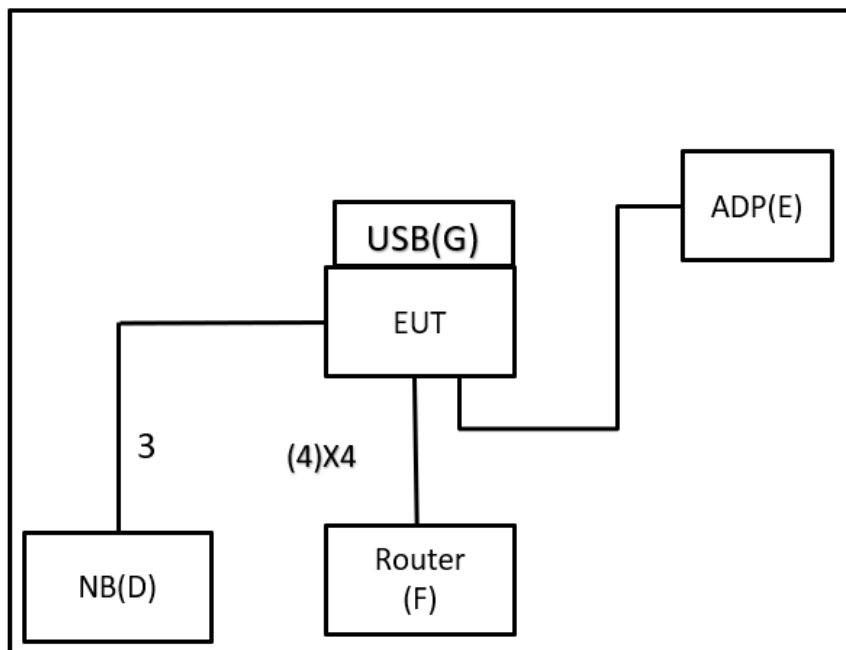 ADP(E)
USB(G)
EUT
3
(4)X4
NB(D)
Router
(F)